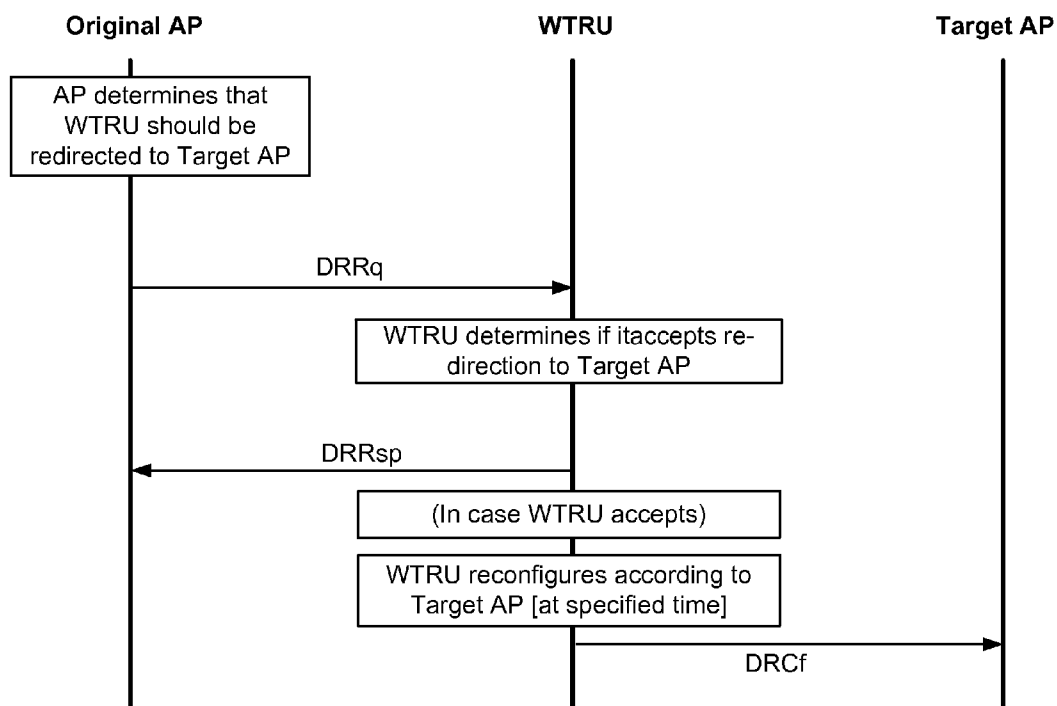 Original AP
WTRU
Target AP
AP determines that
WTRU should be
redirected to Target AP
DRRq
WTRU determines if itaccepts re-
direction to Target AP
DRRsp
(In case WTRU accepts)
WTRU reconfigures according to
Target AP [at specified time]
DRCf